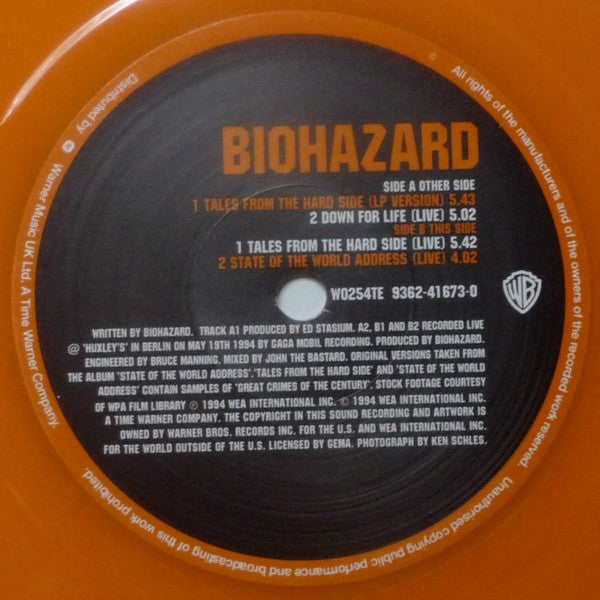 BIOHAZARD
SIDE A OTHER SIDE
1 TALES FROM THE HARD SIDE (LP VERSION) 5.43
2 DOWN FOR LIFE (LIVE) 5.02
SIDE B THIS SIDE
1 TALES FROM THE HARD SIDE (LIVE) 5.42
2 STATE OF THE WORLD ADDRESS (LIVE) 4.02
W0254TE 9362-41673-0
WB
WRITTEN BY BIOHAZARD. TRACK A1 PRODUCED BY ED STASIUM. A2, B1 AND B2 RECORDED LIVE
@ 'HUXLEY'S' IN BERLIN ON MAY 19TH 1994 BY GAGA MOBIL RECORDING. PRODUCED BY BIOHAZARD.
ENGINEERED BY BRUCE MANNING. MIXED BY JOHN THE BASTARD. ORIGINAL VERSIONS TAKEN FROM
THE ALBUM 'STATE OF THE WORLD ADDRESS'. 'TALES FROM THE HARD SIDE' AND 'STATE OF THE WORLD
ADDRESS' CONTAIN SAMPLES OF 'GREAT CRIMES OF THE CENTURY'. STOCK FOOTAGE COURTESY
OF WPA FILM LIBRARY ℗ 1994 WEA INTERNATIONAL INC. © 1994 WEA INTERNATIONAL INC.
A TIME WARNER COMPANY. THE COPYRIGHT IN THIS SOUND RECORDING AND ARTWORK IS
OWNED BY WARNER BROS. RECORDS INC. FOR THE U.S. AND WEA INTERNATIONAL INC.
FOR THE WORLD OUTSIDE OF THE U.S. LICENSED BY GEMA. PHOTOGRAPH BY KEN SCHLES.
All rights of the manufacturers and of the owners of the recorded work reserved.
Unauthorised copying public performance and broadcasting of this work prohibited.
Distributed by Warner Music UK Ltd. A Time Warner Company.